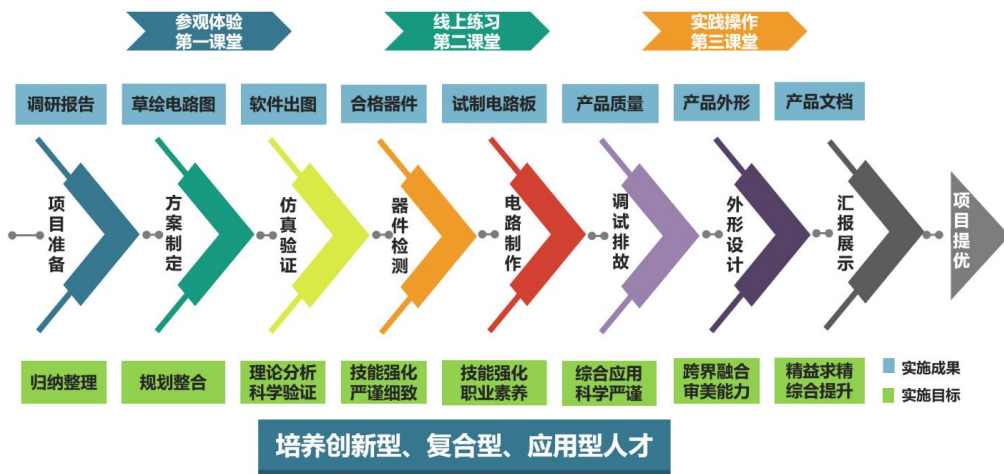 参观体验
第一课堂
线上练习
第二课堂
实践操作
第三课堂
调研报告
草绘电路图
软件出图
合格器件
试制电路板
产品质量
产品外形
产品文档
项目准备
方案制定
仿真验证
器件检测
电路制作
调试排故
外形设计
汇报展示
项目提优
归纳整理
规划整合
理论分析
科学验证
技能强化
严谨细致
技能强化
职业素养
综合应用
科学严谨
跨界融合
审美能力
精益求精
综合提升
实施成果
实施目标
培养创新型、复合型、应用型人才